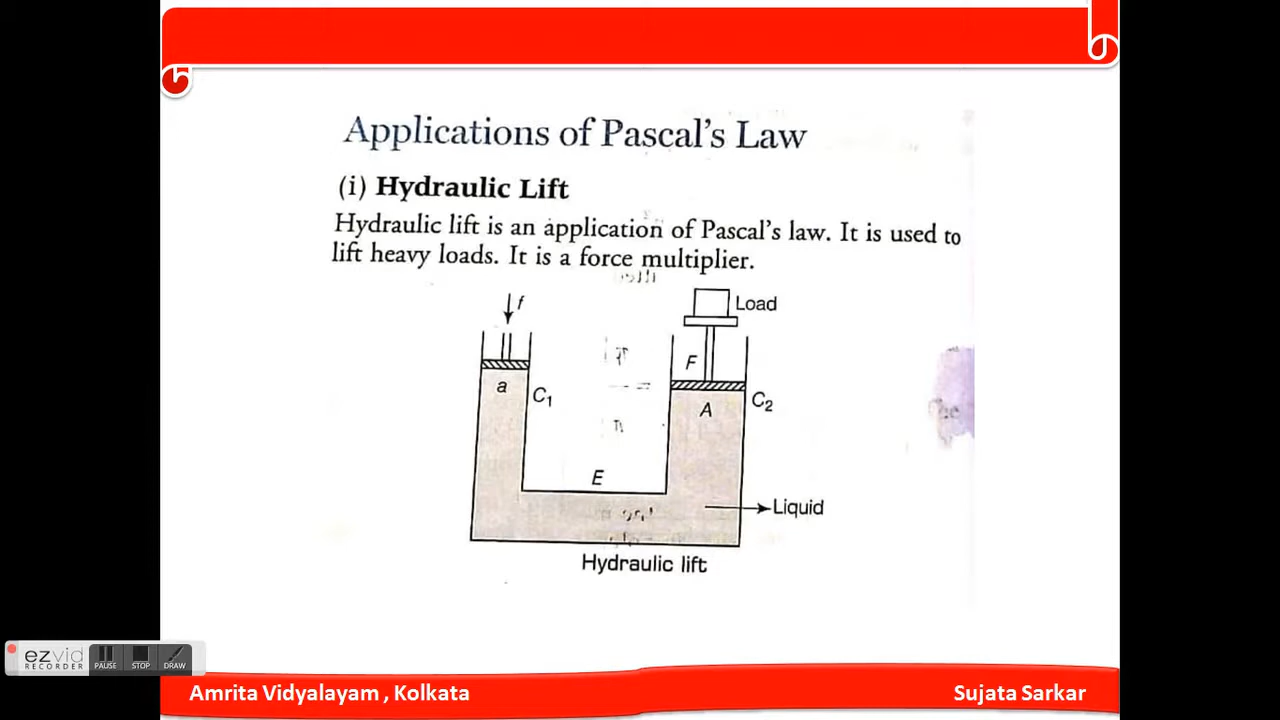 Applications of Pascal's Law
(i) Hydraulic Lift
Hydraulic lift is an application of Pascal's law. It is used to
lift heavy loads. It is a force multiplier.
f
Load
F
a
C₁
A
C₂
E
Liquid
Hydraulic lift
ezvid
RECORDER
PAUSE
STOP
DRAW
Amrita Vidyalayam , Kolkata
Sujata Sarkar